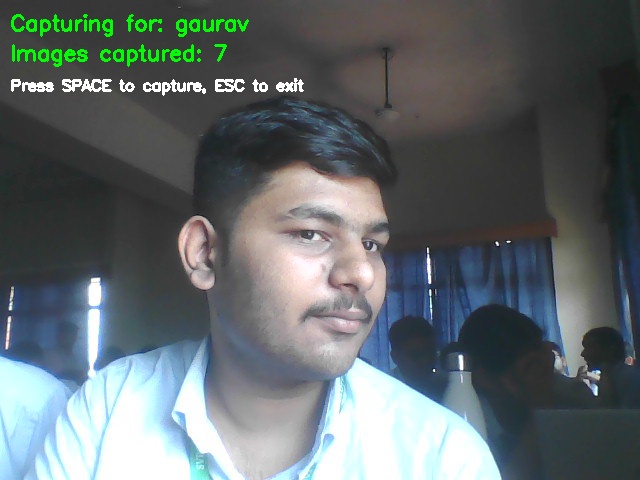 Capturing for: gaurav
Images captured: 7
Press SPACE to capture, ESC to exit